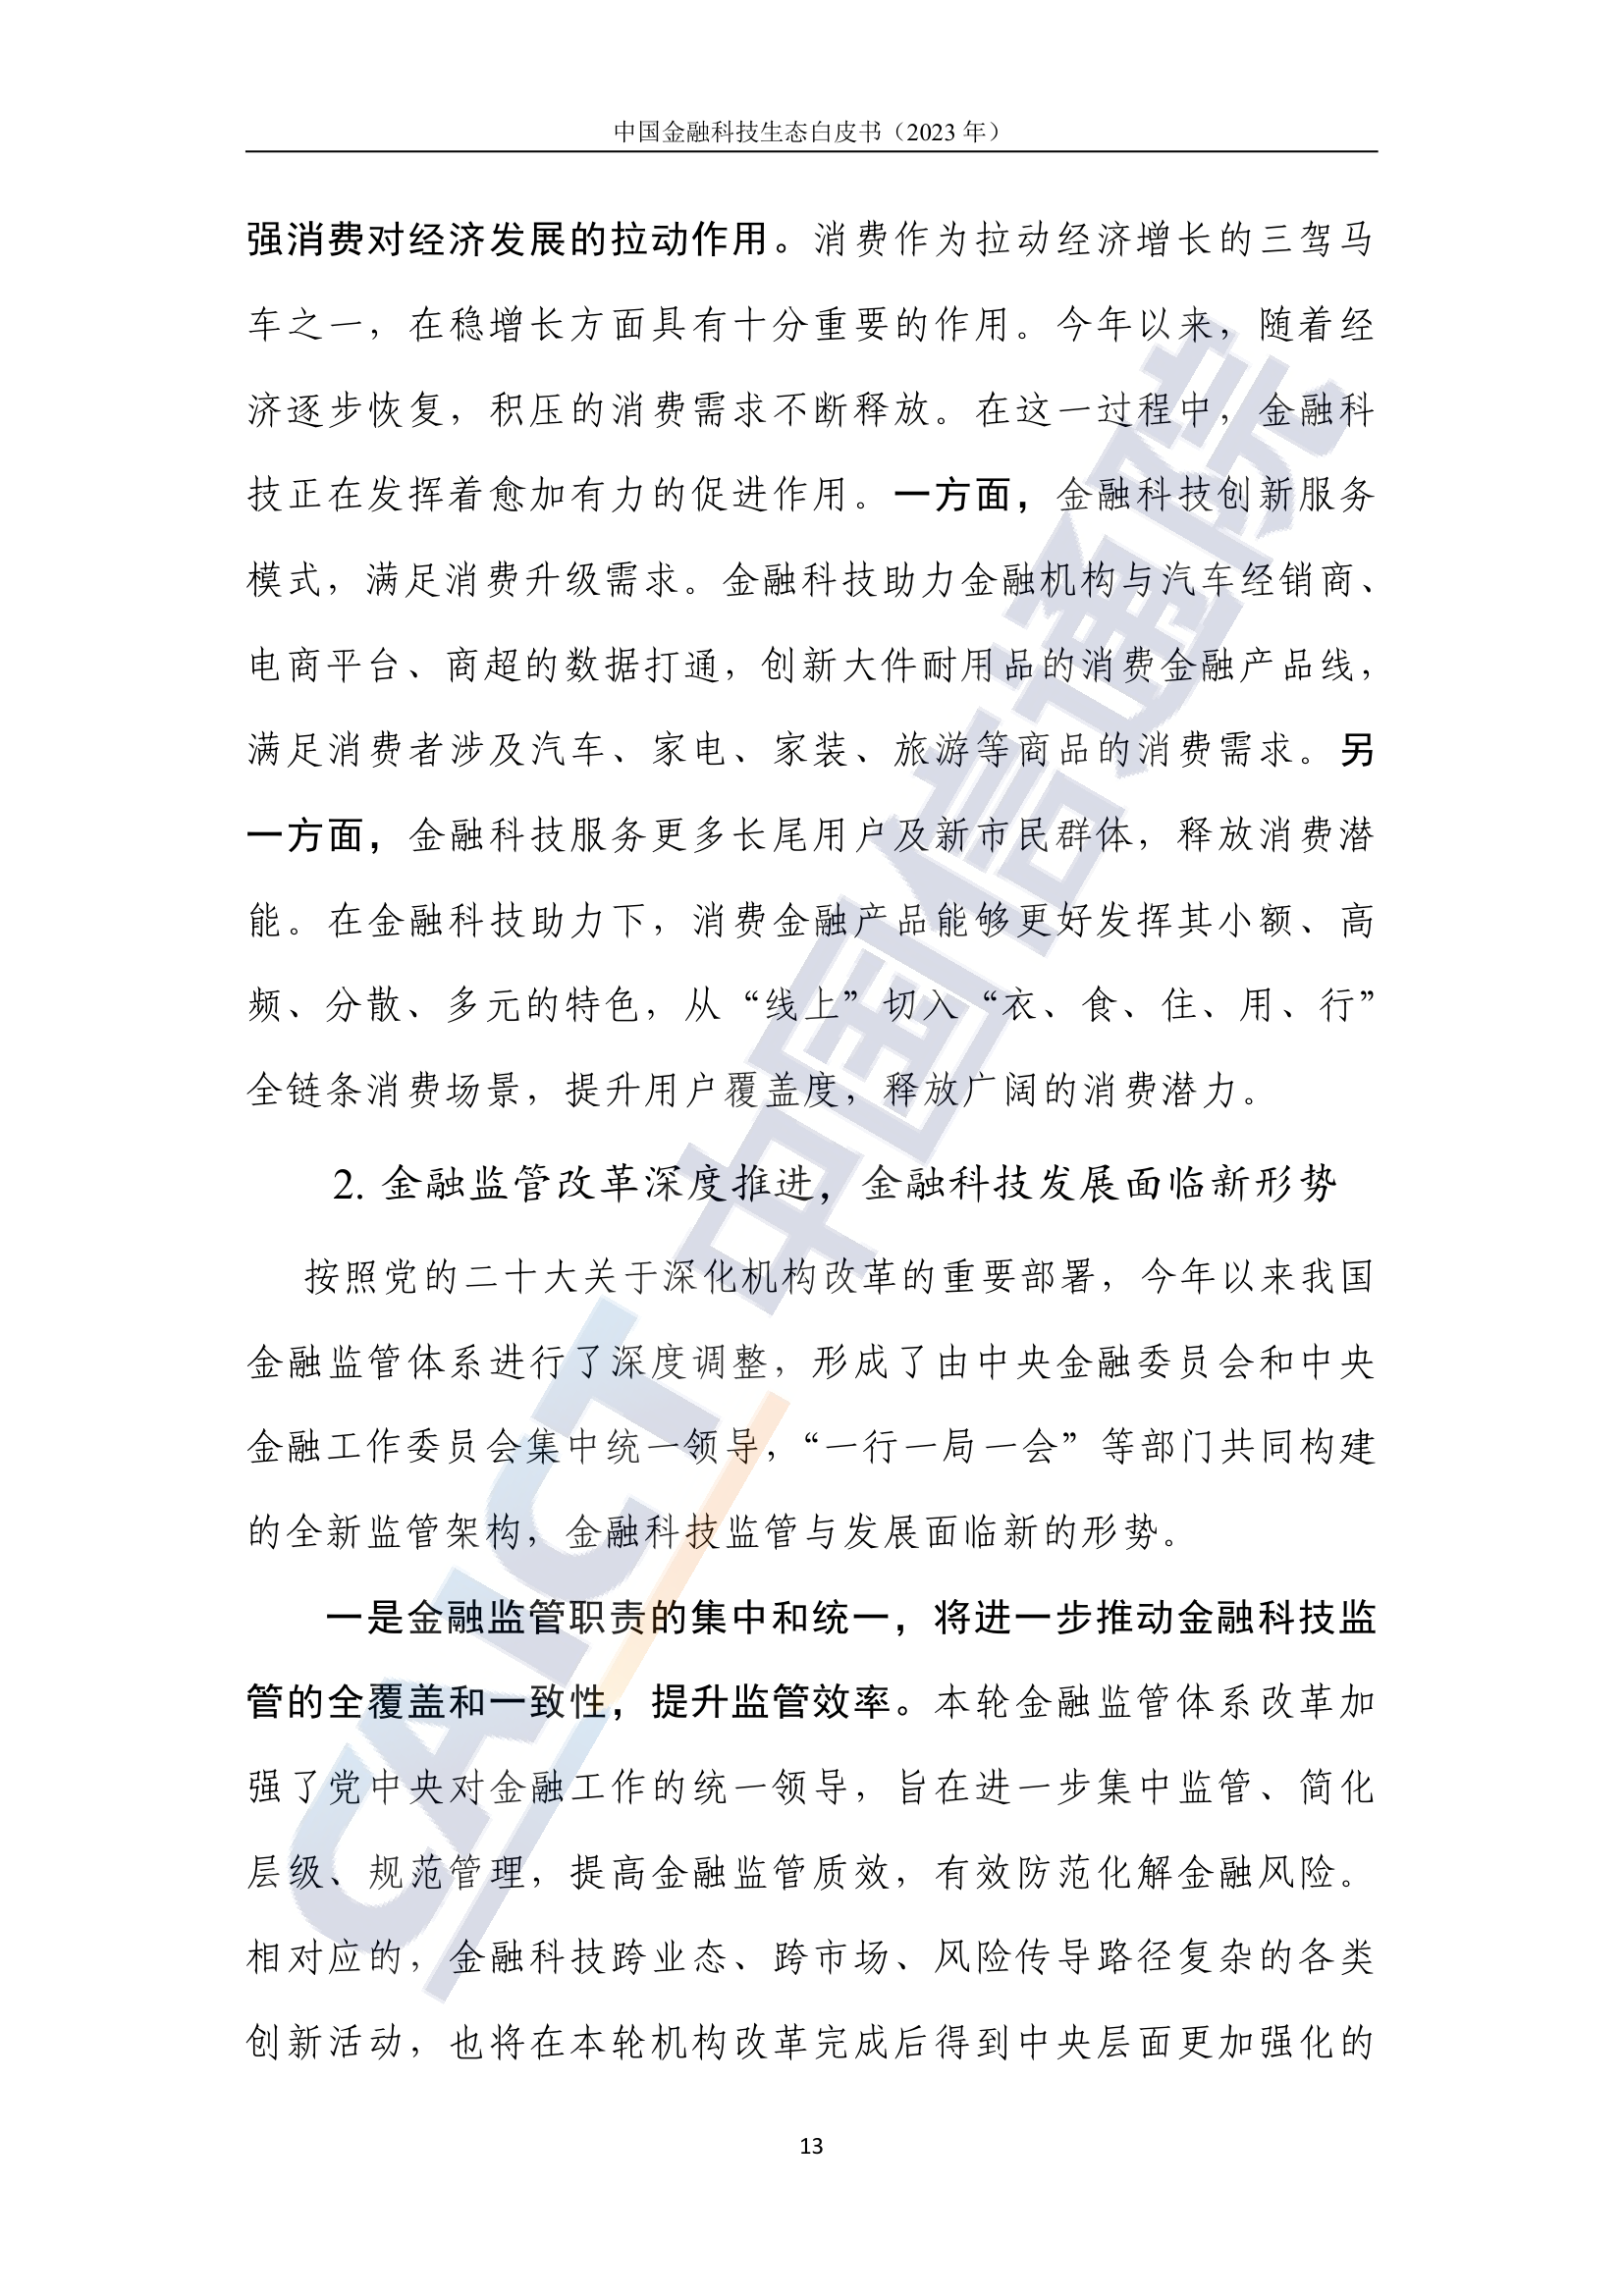 中国金融科技生态白皮书（2023 年）
强消费对经济发展的拉动作用。消费作为拉动经济增长的三驾马
车之一，在稳增长方面具有十分重要的作用。今年以来，随着经
济逐步恢复，积压的消费需求不断释放。在这一过程中，金融科
技正在发挥着愈加有力的促进作用。一方面，金融科技创新服务
模式，满足消费升级需求。金融科技助力金融机构与汽车经销商、
电商平台、商超的数据打通，创新大件耐用品的消费金融产品线，
满足消费者涉及汽车、家电、家装、旅游等商品的消费需求。另
一方面，金融科技服务更多长尾用户及新市民群体，释放消费潜
能。在金融科技助力下，消费金融产品能够更好发挥其小额、高
频、分散、多元的特色，从“线上”切入“衣、食、住、用、行”
全链条消费场景，提升用户覆盖度，释放广阔的消费潜力。
2. 金融监管改革深度推进，金融科技发展面临新形势
按照党的二十大关于深化机构改革的重要部署，今年以来我国
金融监管体系进行了深度调整，形成了由中央金融委员会和中央
金融工作委员会集中统一领导，“一行一局一会”等部门共同构建
的全新监管架构，金融科技监管与发展面临新的形势。
一是金融监管职责的集中和统一，将进一步推动金融科技监
管的全覆盖和一致性，提升监管效率。本轮金融监管体系改革加
强了党中央对金融工作的统一领导，旨在进一步集中监管、简化
层级、规范管理，提高金融监管质效，有效防范化解金融风险。
相对应的，金融科技跨业态、跨市场、风险传导路径复杂的各类
创新活动，也将在本轮机构改革完成后得到中央层面更加强化的
13
CAICT 中国信通院